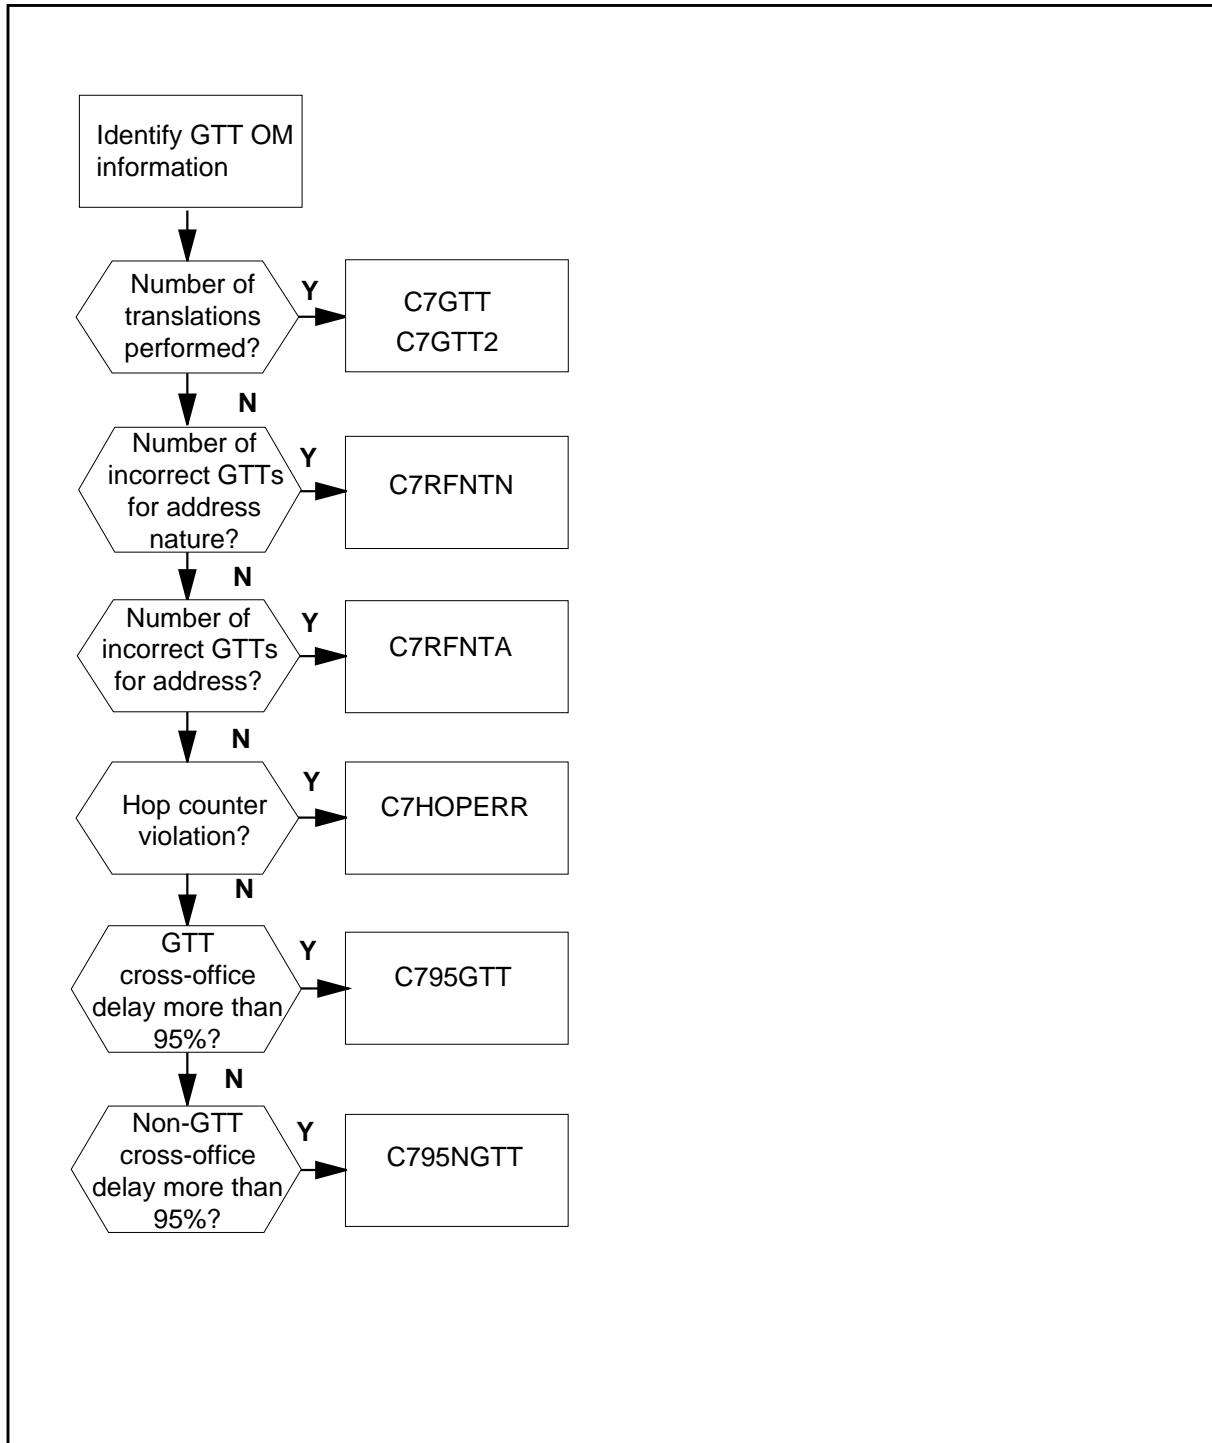 Identify GTT OM
information
Number of
translations
performed?
Y
C7GTT
C7GTT2
N
Number of
incorrect GTTs
for address
nature?
Y
C7RFNTN
N
Number of
incorrect GTTs
for address?
Y
C7RFNTA
N
Hop counter
violation?
Y
C7HOPERR
N
GTT
cross-office
delay more than
95%?
Y
C795GTT
N
Non-GTT
cross-office
delay more than
95%?
Y
C795NGTT